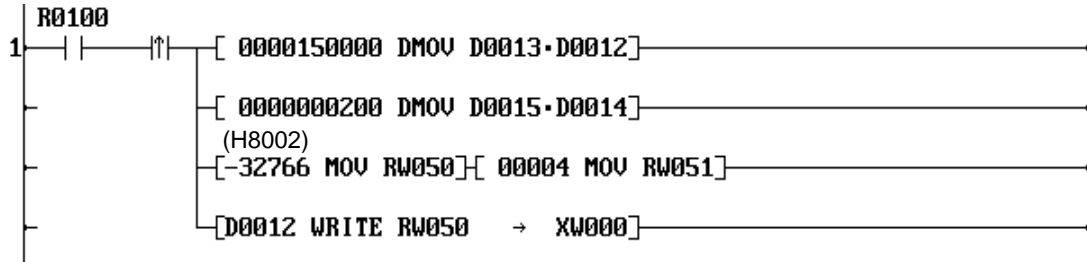 R0100
1 ↑ [ 0000150000 DMOV D0013·D0012]
[ 0000000200 DMOV D0015·D0014]
(H8002)
[-32766 MOV RW050] [ 00004 MOV RW051]
[D0012 WRITE RW050 → XW000]